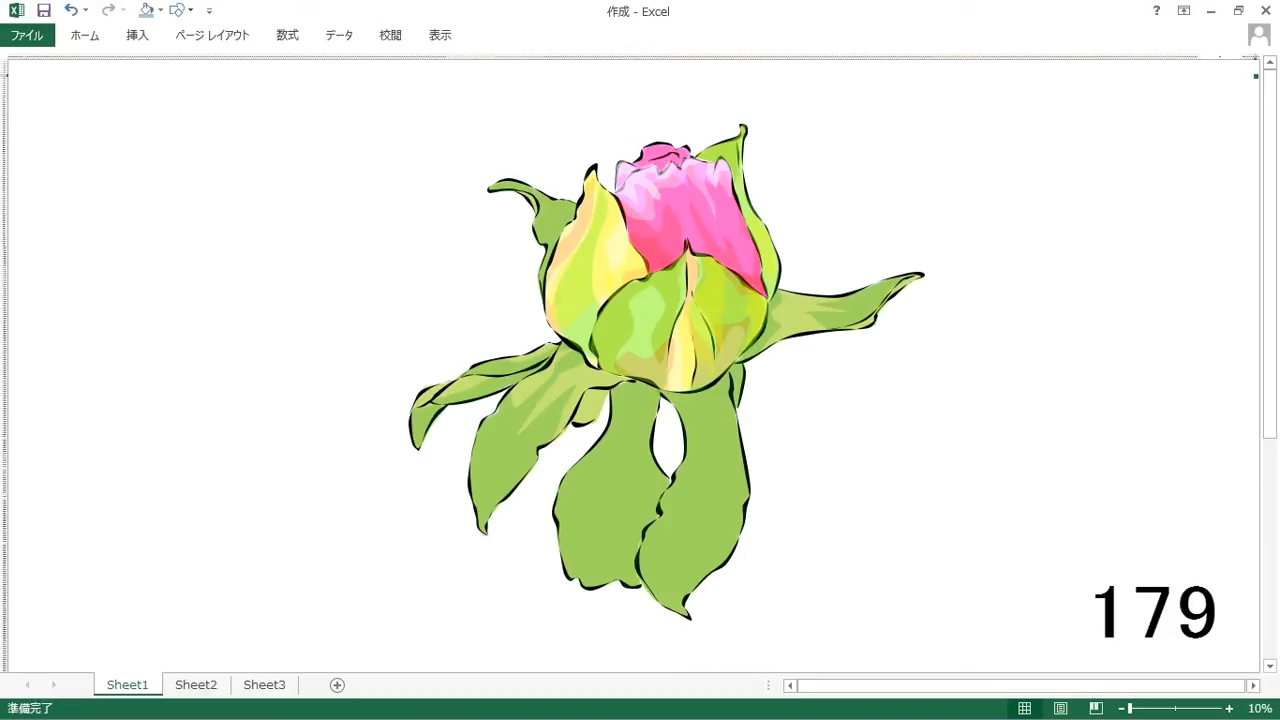 作成 - Excel
?
ファイル ホーム 挿入 ページ レイアウト 数式 データ 校閲 表示
179
Sheet1 Sheet2 Sheet3
準備完了
10%